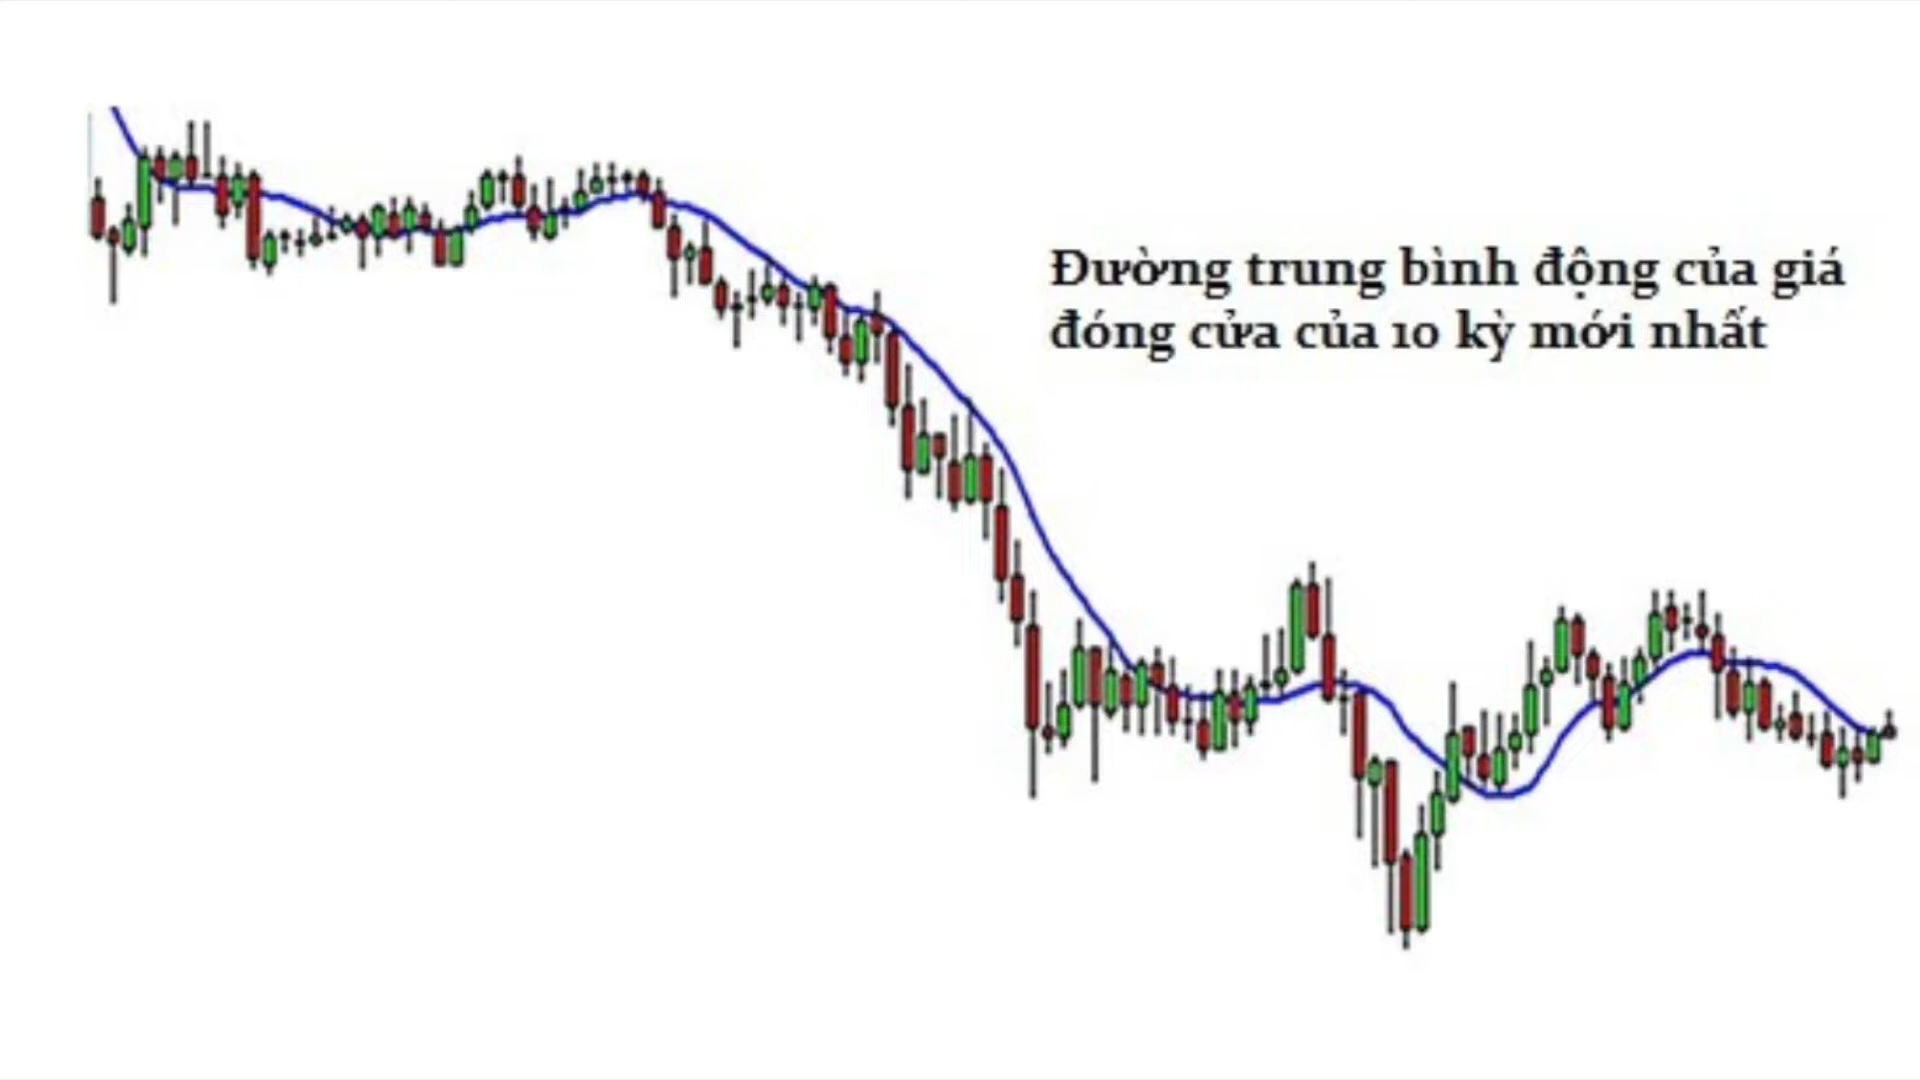 Đường trung bình động của giá
đóng cửa của 10 kỳ mới nhất